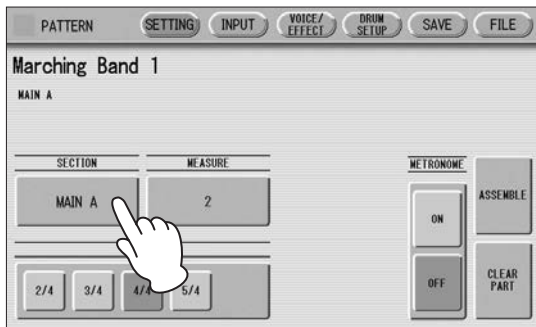 PATTERN SETTING INPUT VOICE/ EFFECT DRUM SETUP SAVE FILE
Marching Band 1
MAIN A
SECTION MEASURE METRONOME
MAIN A 2 ON ASSEMBLE
2/4 3/4 4/4 5/4 OFF CLEAR PART